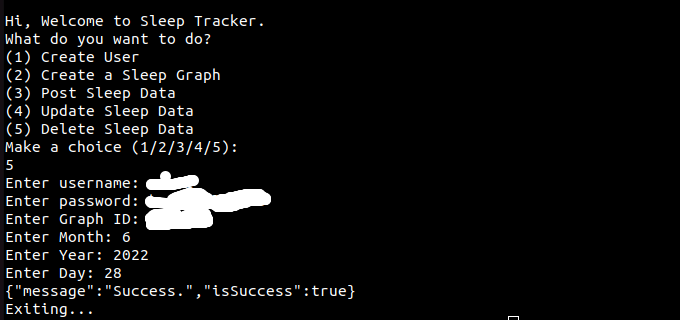 Hi, Welcome to Sleep Tracker.
What do you want to do?
(1) Create User
(2) Create a Sleep Graph
(3) Post Sleep Data
(4) Update Sleep Data
(5) Delete Sleep Data
Make a choice (1/2/3/4/5):
5
Enter username:
Enter password:
Enter Graph ID:
Enter Month: 6
Enter Year: 2022
Enter Day: 28
{"message":"Success.","isSuccess":true}
Exiting...